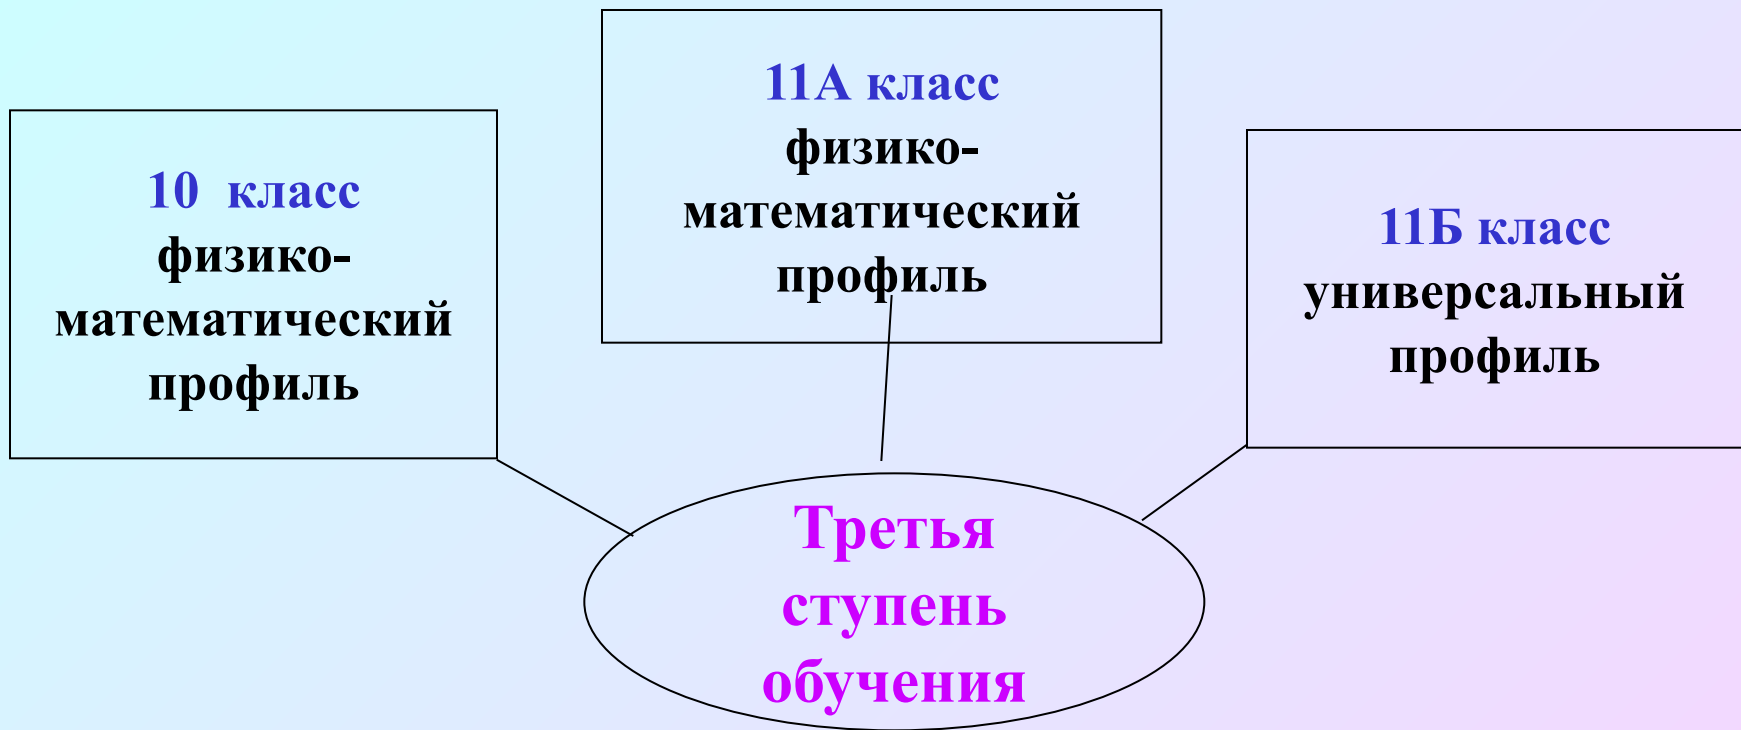 10  класс
физико-
математический
профиль
11А класс
физико-
математический
профиль
11Б класс
универсальный
профиль
Третья
ступень
обучения